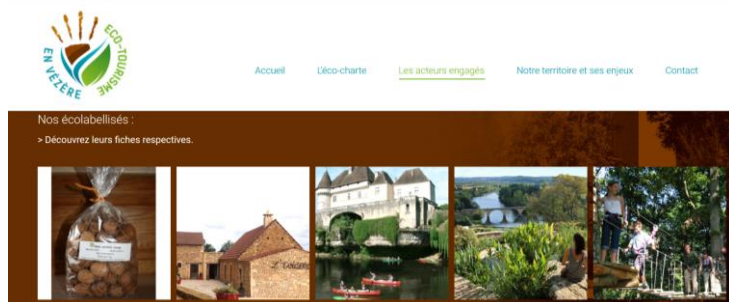 ECO-TOURISME
EN VÉZÈRE
Accueil
L'éco-charte
Les acteurs engagés
Notre territoire et ses enjeux
Contact
Nos écolabellisés :
> Découvrez leurs fiches respectives.